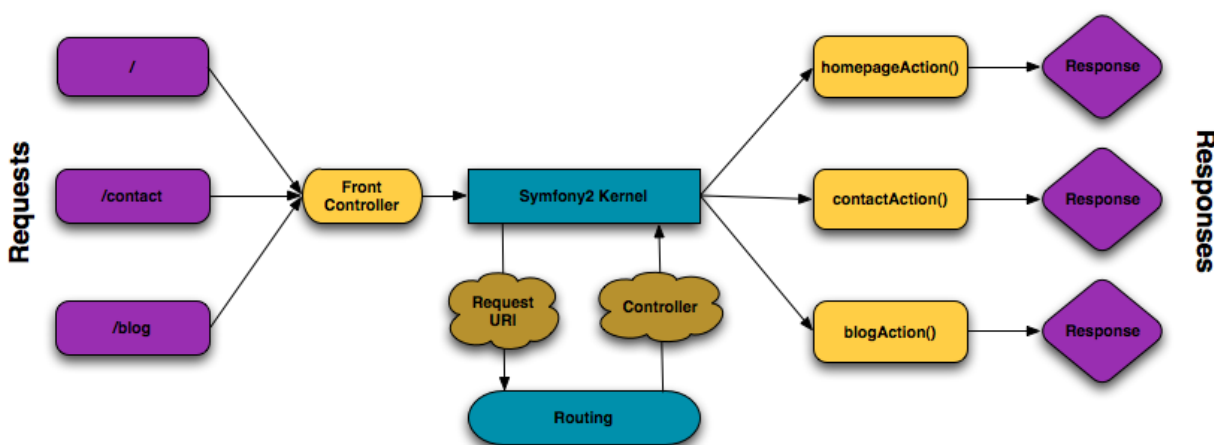 Requests
/
/contact
/blog
Front
Controller
Symfony2 Kernel
Request
URI
Controller
Routing
homepageAction()
contactAction()
blogAction()
Response
Response
Response
Responses